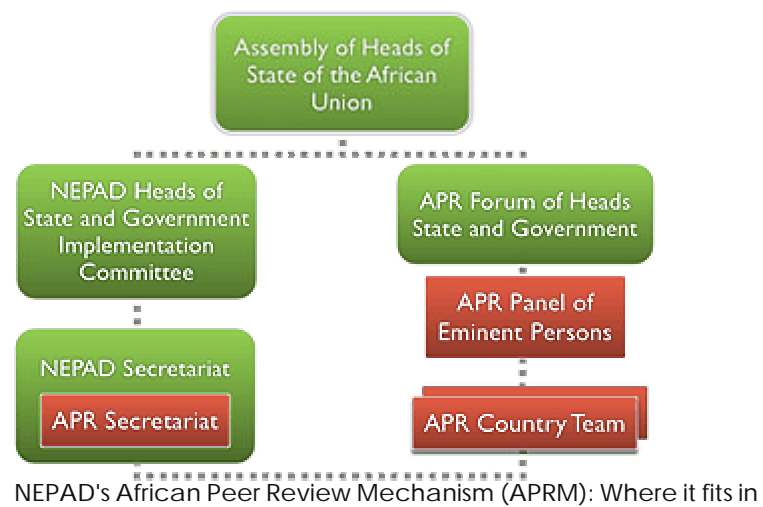 Assembly of Heads of
State of the African
Union
NEPAD Heads of
State and Government
Implementation
Committee
APR Forum of Heads
State and Government
APR Panel of
Eminent Persons
NEPAD Secretariat
APR Secretariat
APR Country Team
NEPAD's African Peer Review Mechanism (APRM): Where it fits in